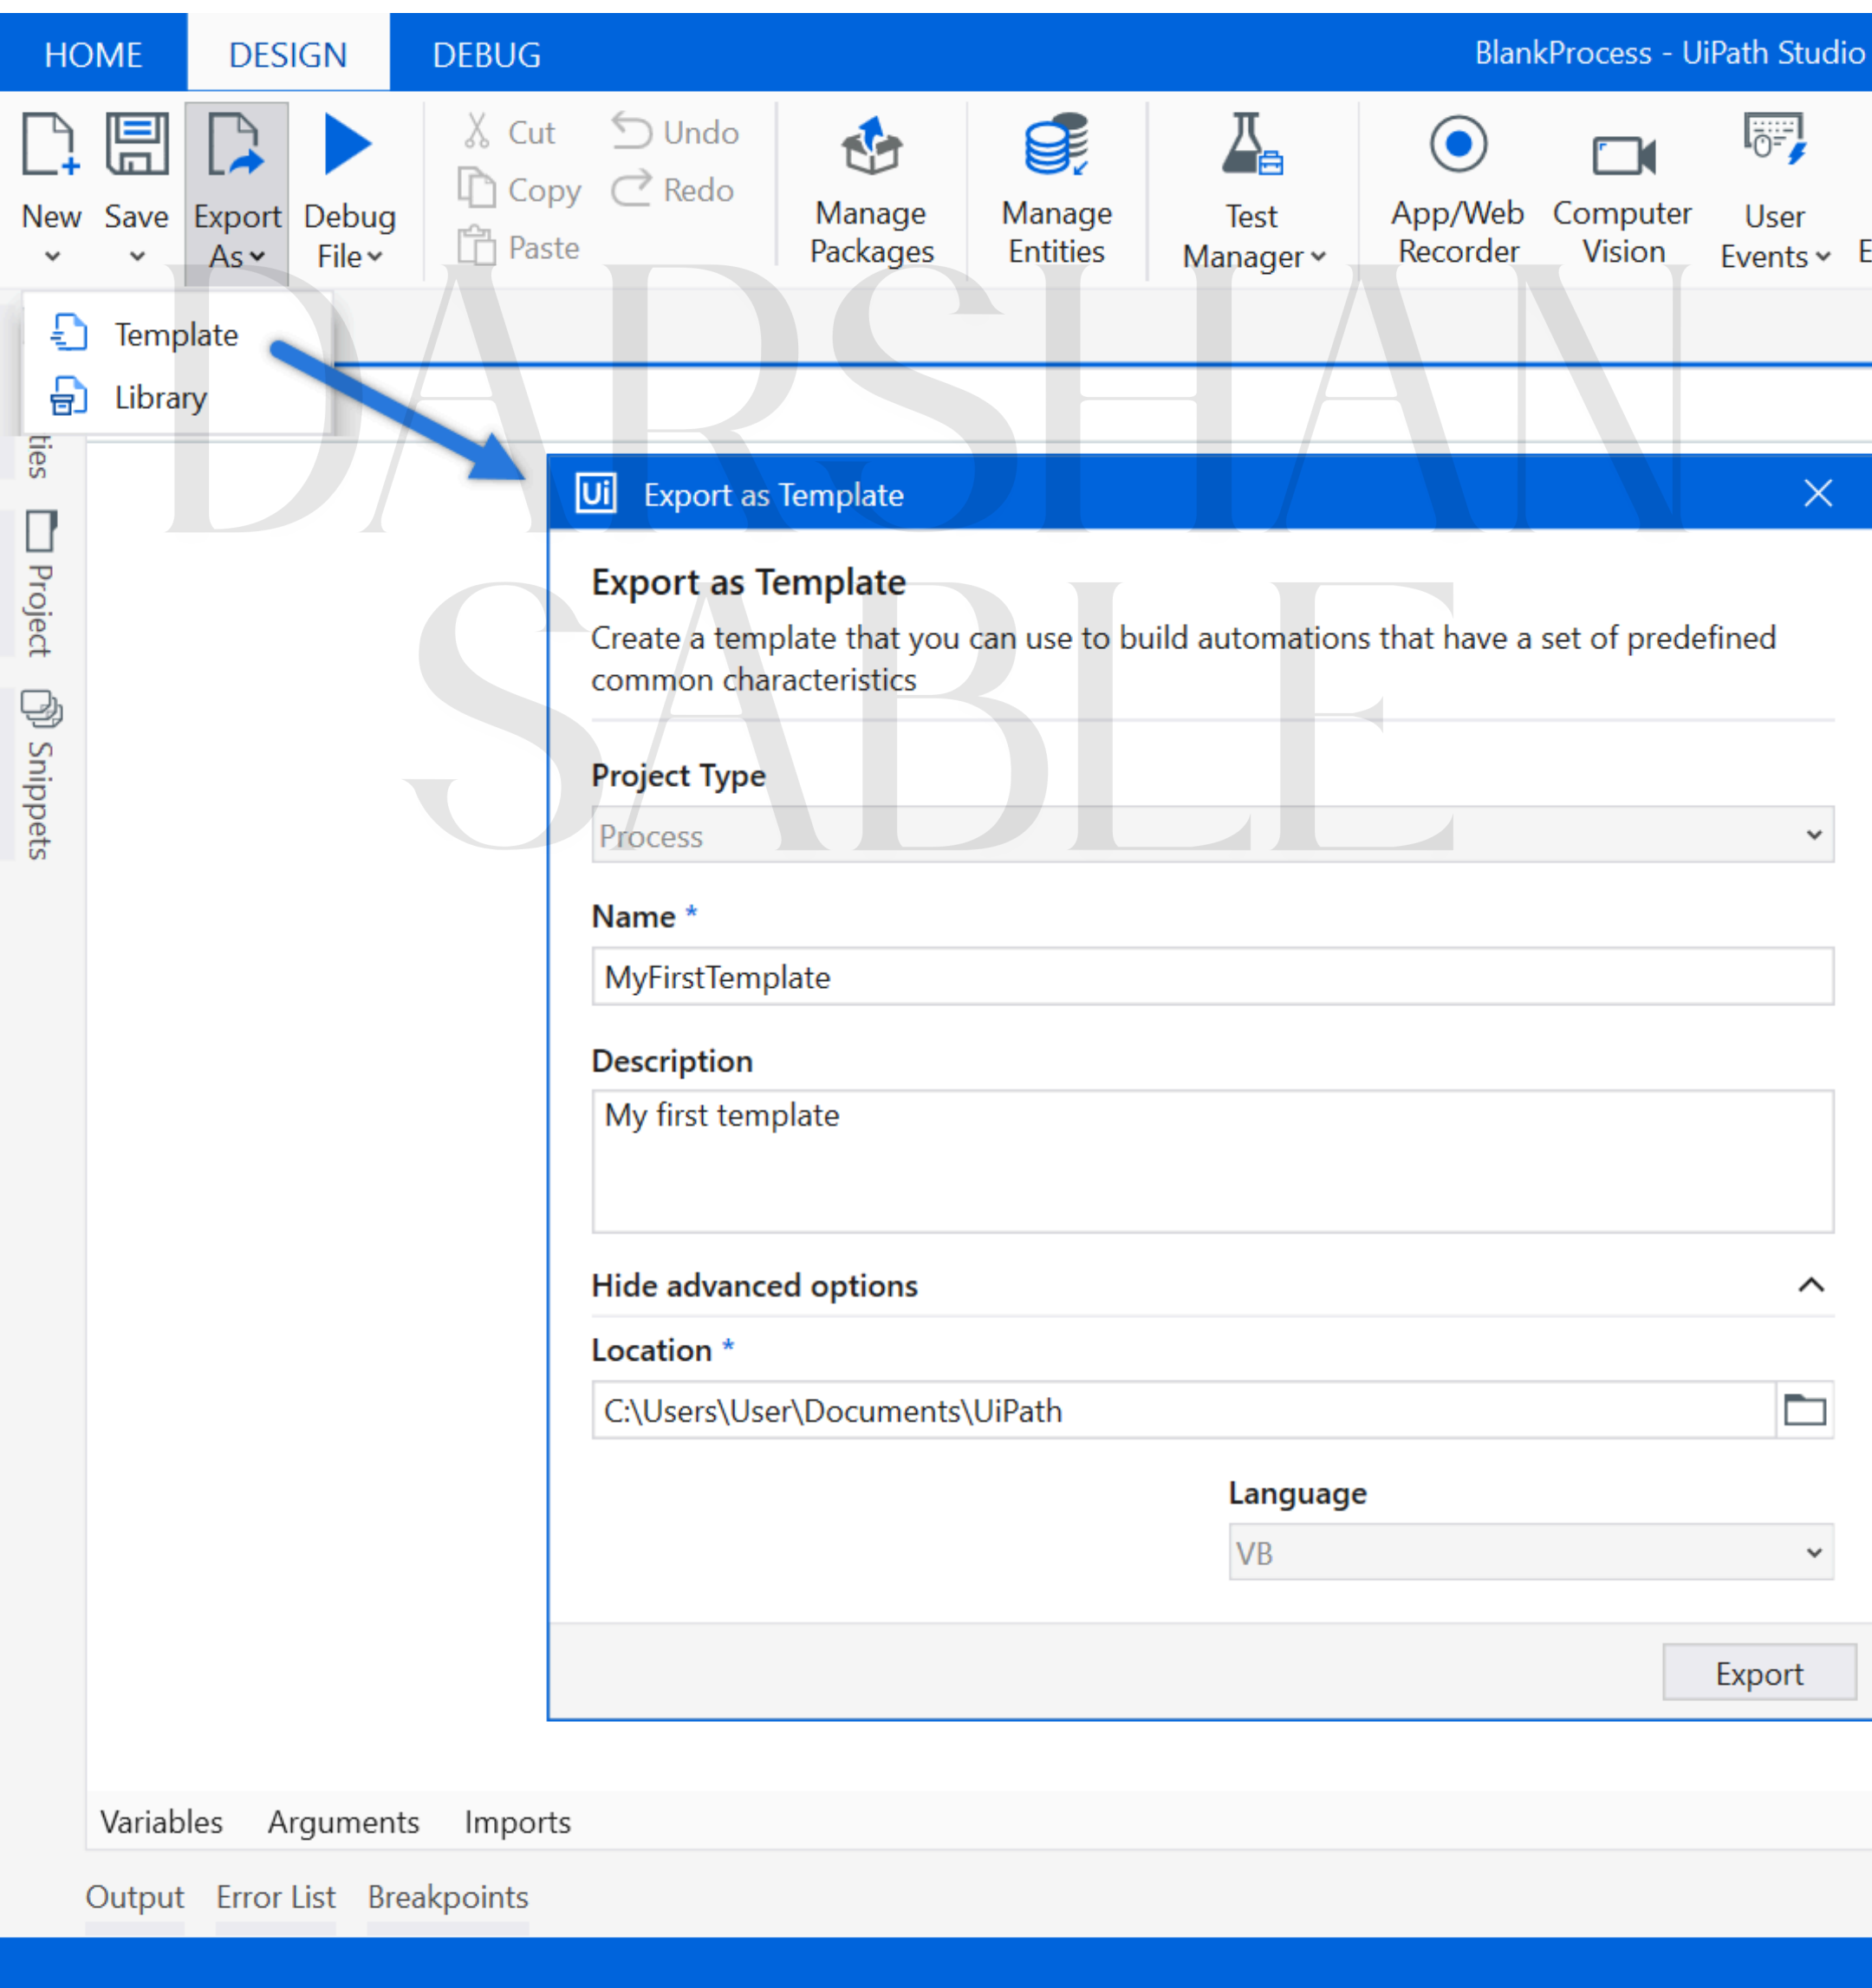 HOME DESIGN DEBUG BlankProcess - UiPath Studio
New Save Export As Debug File
Cut Undo
Copy Redo
Paste
Manage Packages
Manage Entities
Test Manager
App/Web Recorder
Computer Vision
User Events
E
Template
Library
DARSHAN
SABLE
ties
Project
Snippets
Ui Export as Template
Export as Template
Create a template that you can use to build automations that have a set of predefined
common characteristics
Project Type
Process
Name *
MyFirstTemplate
Description
My first template
Hide advanced options
Location *
C:\Users\User\Documents\UiPath
Language
VB
Export
Variables Arguments Imports
Output Error List Breakpoints